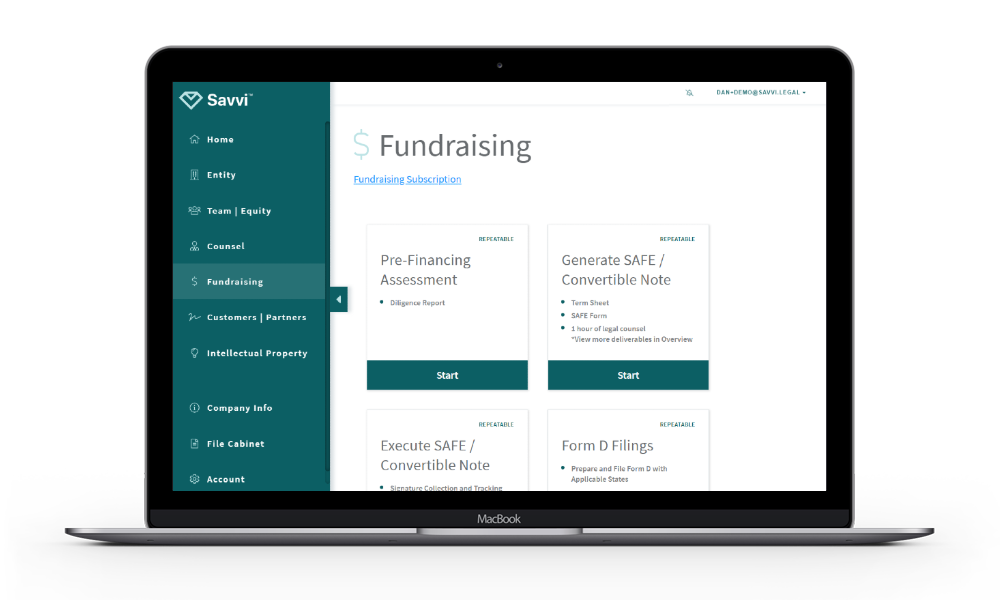 Savvi™
DAN+DEMO@SAVVI.LEGAL
Home
Entity
Team | Equity
Counsel
Fundraising
Customers | Partners
Intellectual Property
Company Info
File Cabinet
Account
$ Fundraising
Fundraising Subscription
REPEATABLE
Pre-Financing
Assessment
Diligence Report
Start
REPEATABLE
Generate SAFE /
Convertible Note
Term Sheet
SAFE Form
1 hour of legal counsel
*View more deliverables in Overview
Start
REPEATABLE
Execute SAFE /
Convertible Note
Signature Collection and Tracking
REPEATABLE
Form D Filings
Prepare and File Form D with
Applicable States
MacBook